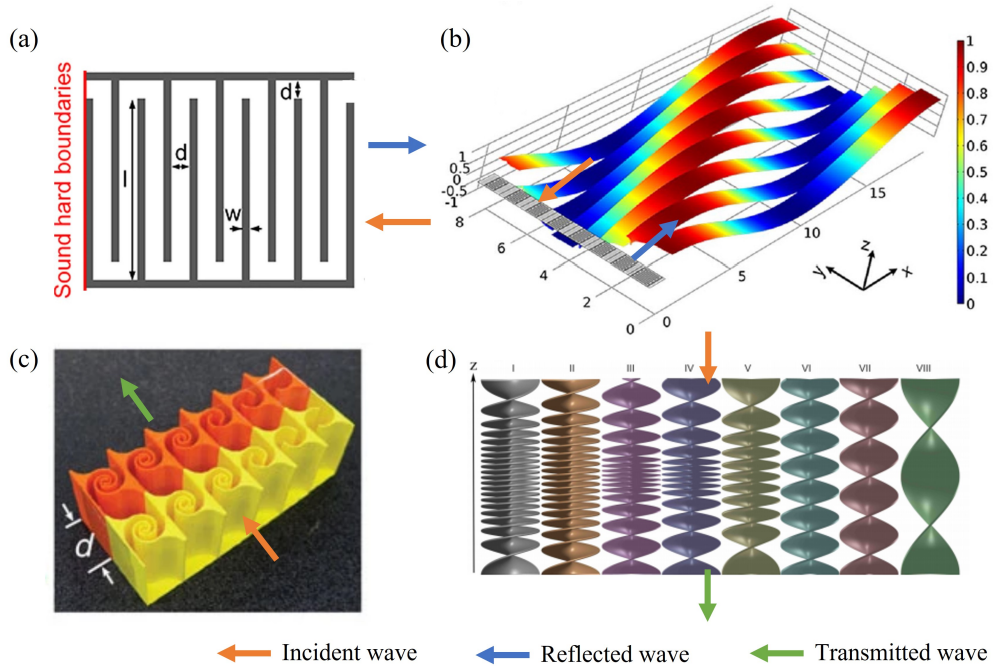 (a)
Sound hard boundaries
d
d
l
w
(b)
1
0.5
0
-0.5
-1
8
6
4
2
0
0
5
10
15
z
y
x
1
0.9
0.8
0.7
0.6
0.5
0.4
0.3
0.2
0.1
0
(c)
d
(d)
z
I II III IV V VI VII VIII
Incident wave Reflected wave Transmitted wave